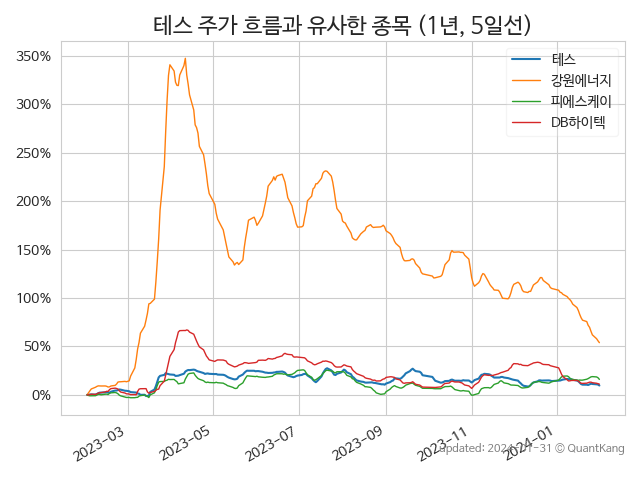 테스 주가 흐름과 유사한 종목 (1년, 5일선)
테스
강원에너지
피에스케이
DB하이텍
350%
300%
250%
200%
150%
100%
50%
0%
2023-03
2023-05
2023-07
2023-09
2023-11
2024-01
updated: 2024-01-31 © QuantKang